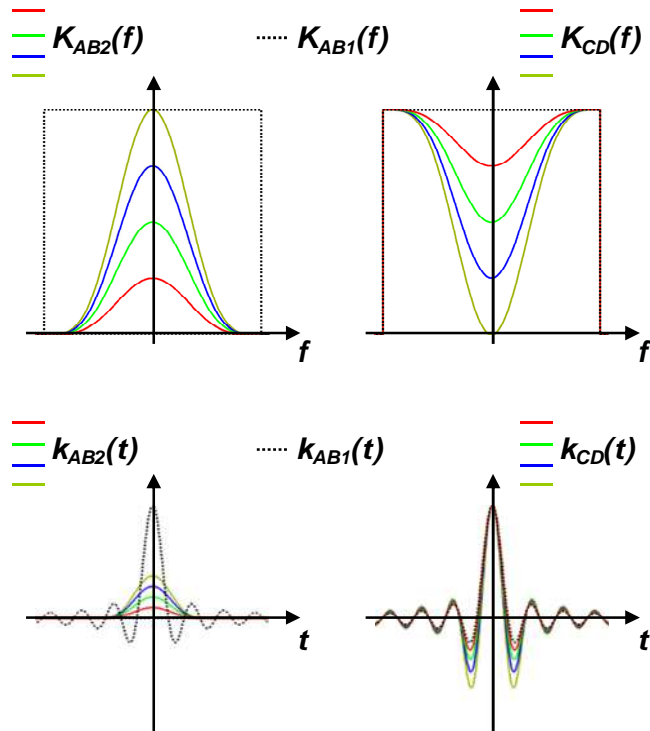 K_AB2(f) K_AB1(f) K_CD(f)
f f
k_AB2(t) k_AB1(t) k_CD(t)
t t